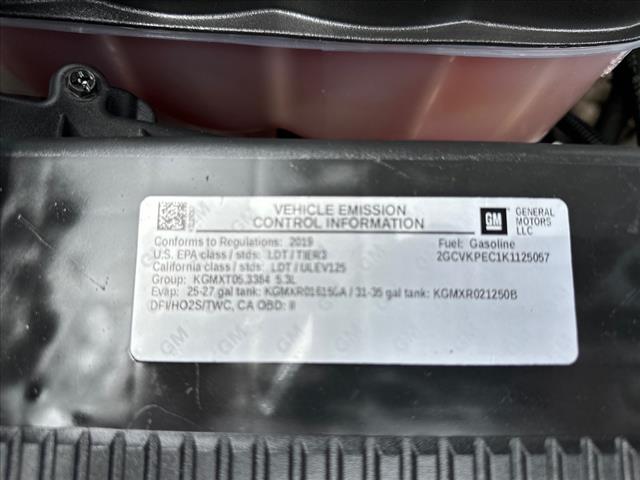 VEHICLE EMISSION
CONTROL INFORMATION
GM
GENERAL
MOTORS
LLC
Conforms to Regulations: 2019
Fuel: Gasoline
U.S. EPA class / stds: LDT / TIER3
2GCVKPEC1K1125057
California class / stds: LDT / ULEV125
Group: KGMXT05.3384 5.3L
Evap: 25-27 gal tank: / 31-35 gal tank: KGMXR021250B
DFI/HO2S/TWC, CA OBD: II